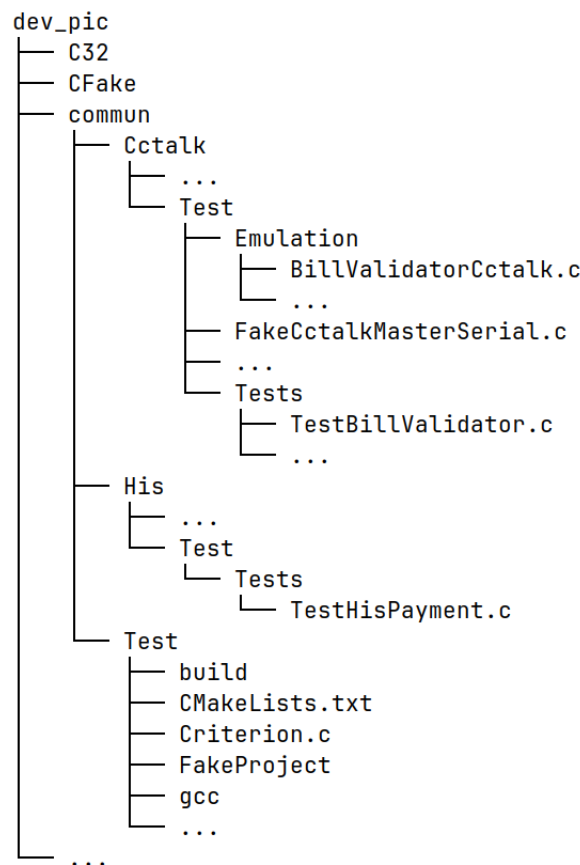 dev_pic
C32
CFake
commun
Cctalk
...
Test
Emulation
BillValidatorCctalk.c
...
FakeCctalkMasterSerial.c
...
Tests
TestBillValidator.c
...
His
...
Test
Tests
TestHisPayment.c
Test
build
CMakeLists.txt
Criterion.c
FakeProject
gcc
...
...